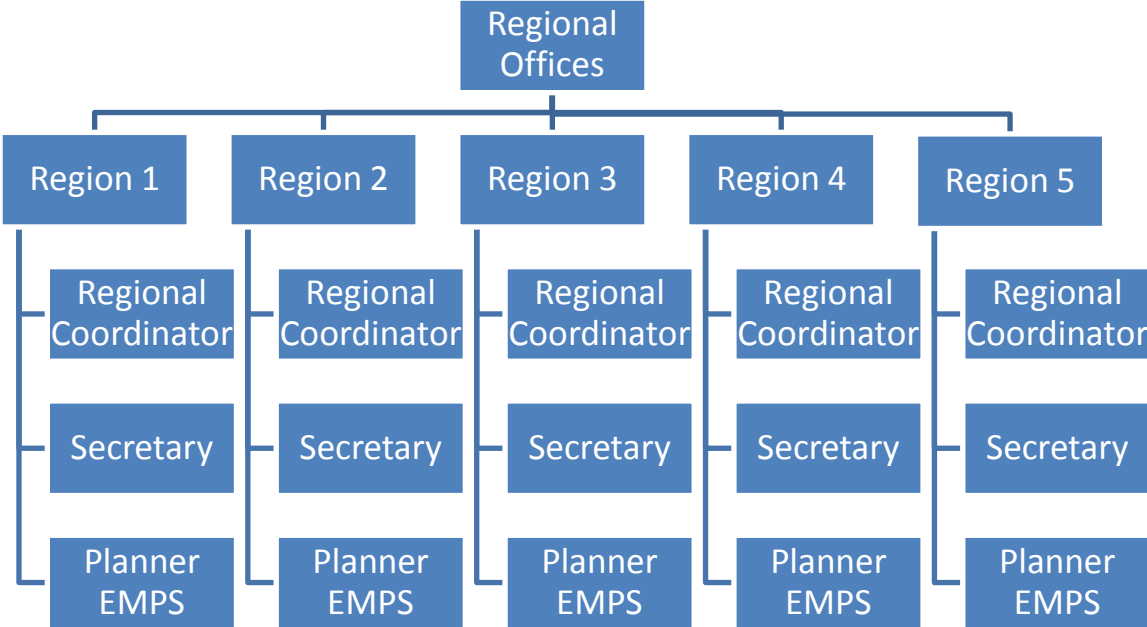 Regional
Offices
Region 1
Region 2
Region 3
Region 4
Region 5
Regional
Coordinator
Regional
Coordinator
Regional
Coordinator
Regional
Coordinator
Regional
Coordinator
Secretary
Secretary
Secretary
Secretary
Secretary
Planner
EMPS
Planner
EMPS
Planner
EMPS
Planner
EMPS
Planner
EMPS